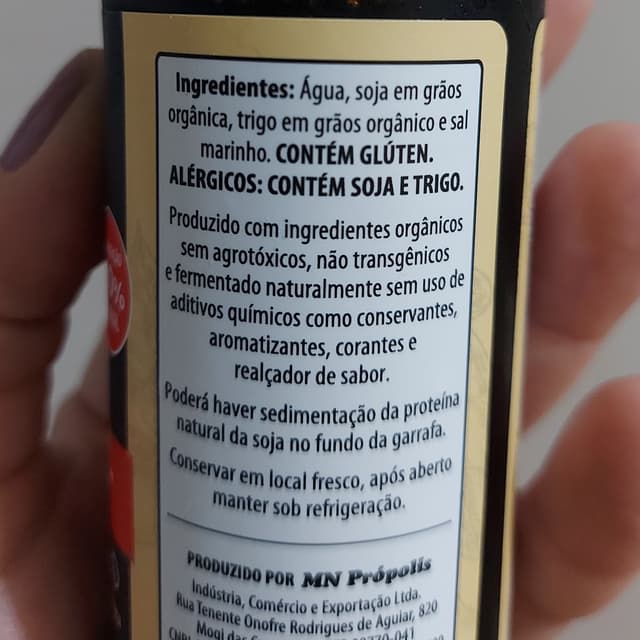 Ingredientes: Água, soja em grãos
orgânica, trigo em grãos orgânico e sal
marinho. CONTÉM GLÚTEN.
ALÉRGICOS: CONTÉM SOJA E TRIGO.
Produzido com ingredientes orgânicos
sem agrotóxicos, não transgênicos
e fermentado naturalmente sem uso de
aditivos químicos como conservantes,
aromatizantes, corantes e
realçador de sabor.
Poderá haver sedimentação da proteína
natural da soja no fundo da garrafa.
Conservar em local fresco, após aberto
manter sob refrigeração.
PRODUZIDO POR MN Própolis
Indústria, Comércio e Exportação Ltda.
Rua Tenente Onofre Rodrigues de Aguiar, 820
Mogi das